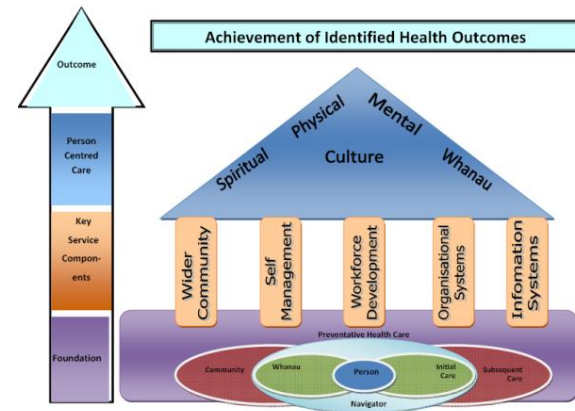 Achievement of Identified Health Outcomes
Outcome
Person
Centred
Care
Key
Service
Compon-
ents
Foundation
Spiritual
Physical
Mental
Whanau
Culture
Wider
Community
Self
Management
Workforce
Development
Organisational
Systems
Infomation
Systems
Preventative Health Care
Community
Whanau
Person
Initial
Care
Subsequent
Care
Navigator